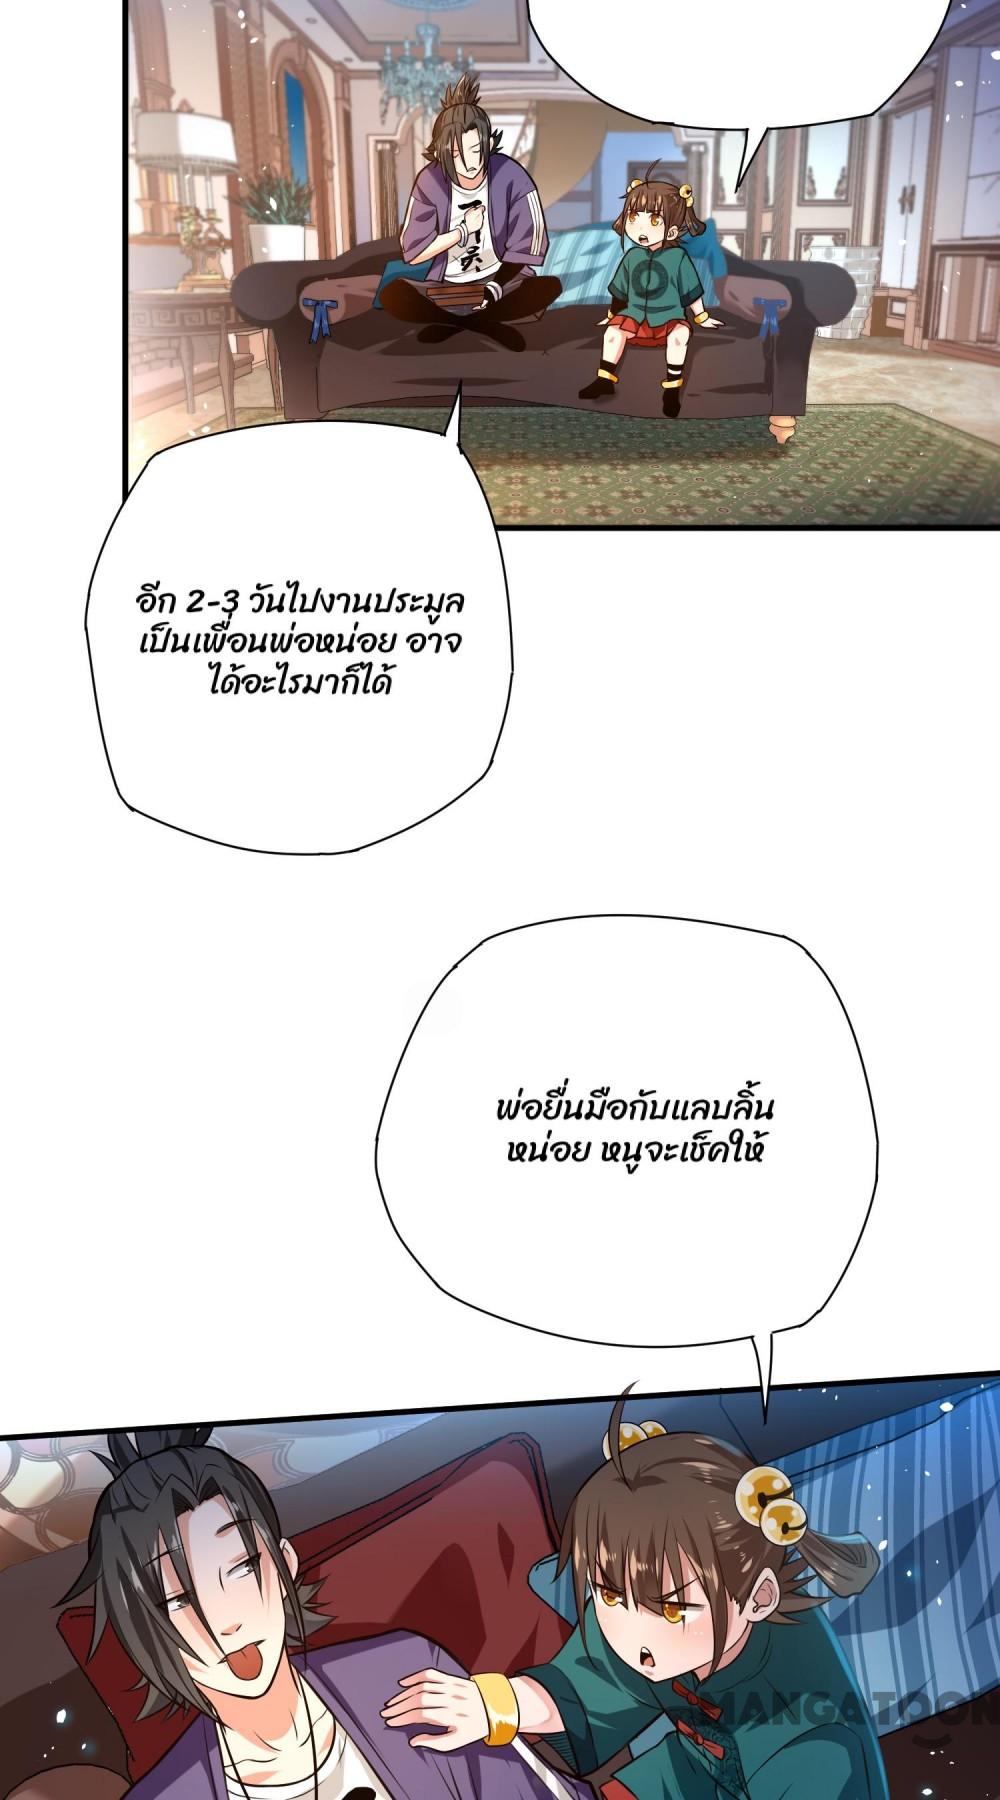 อีก 2-3 วันไปงานประมูล
เป็นเพื่อนพ่อหน่อย อาจ
ได้อะไรมาก็ได้
พ่อยื่นมือกับแลบลิ้น
หน่อย หนูจะเช็คให้
MANGATOON